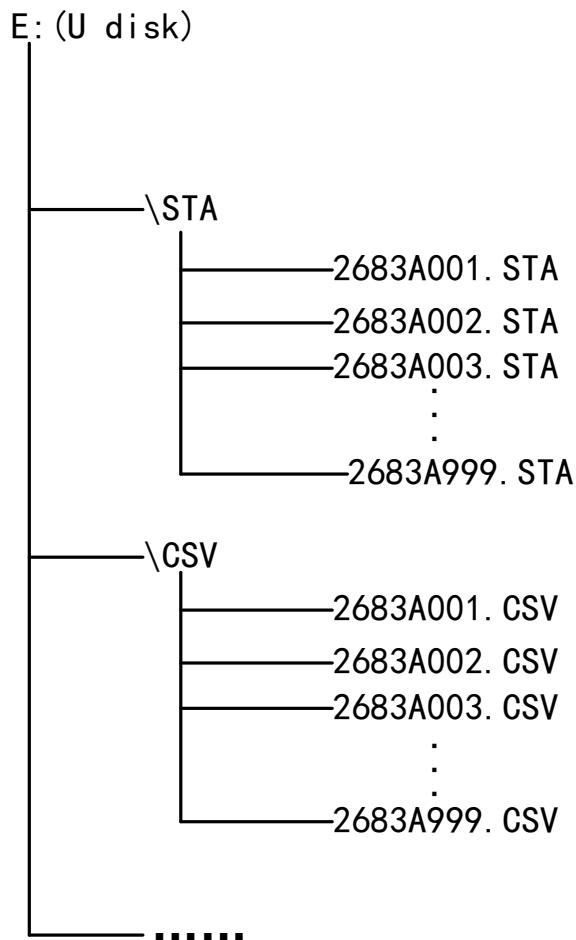 E:(U disk)
\STA
2683A001.STA
2683A002.STA
2683A003.STA
.
.
.
2683A999.STA
\CSV
2683A001.CSV
2683A002.CSV
2683A003.CSV
.
.
.
2683A999.CSV
......